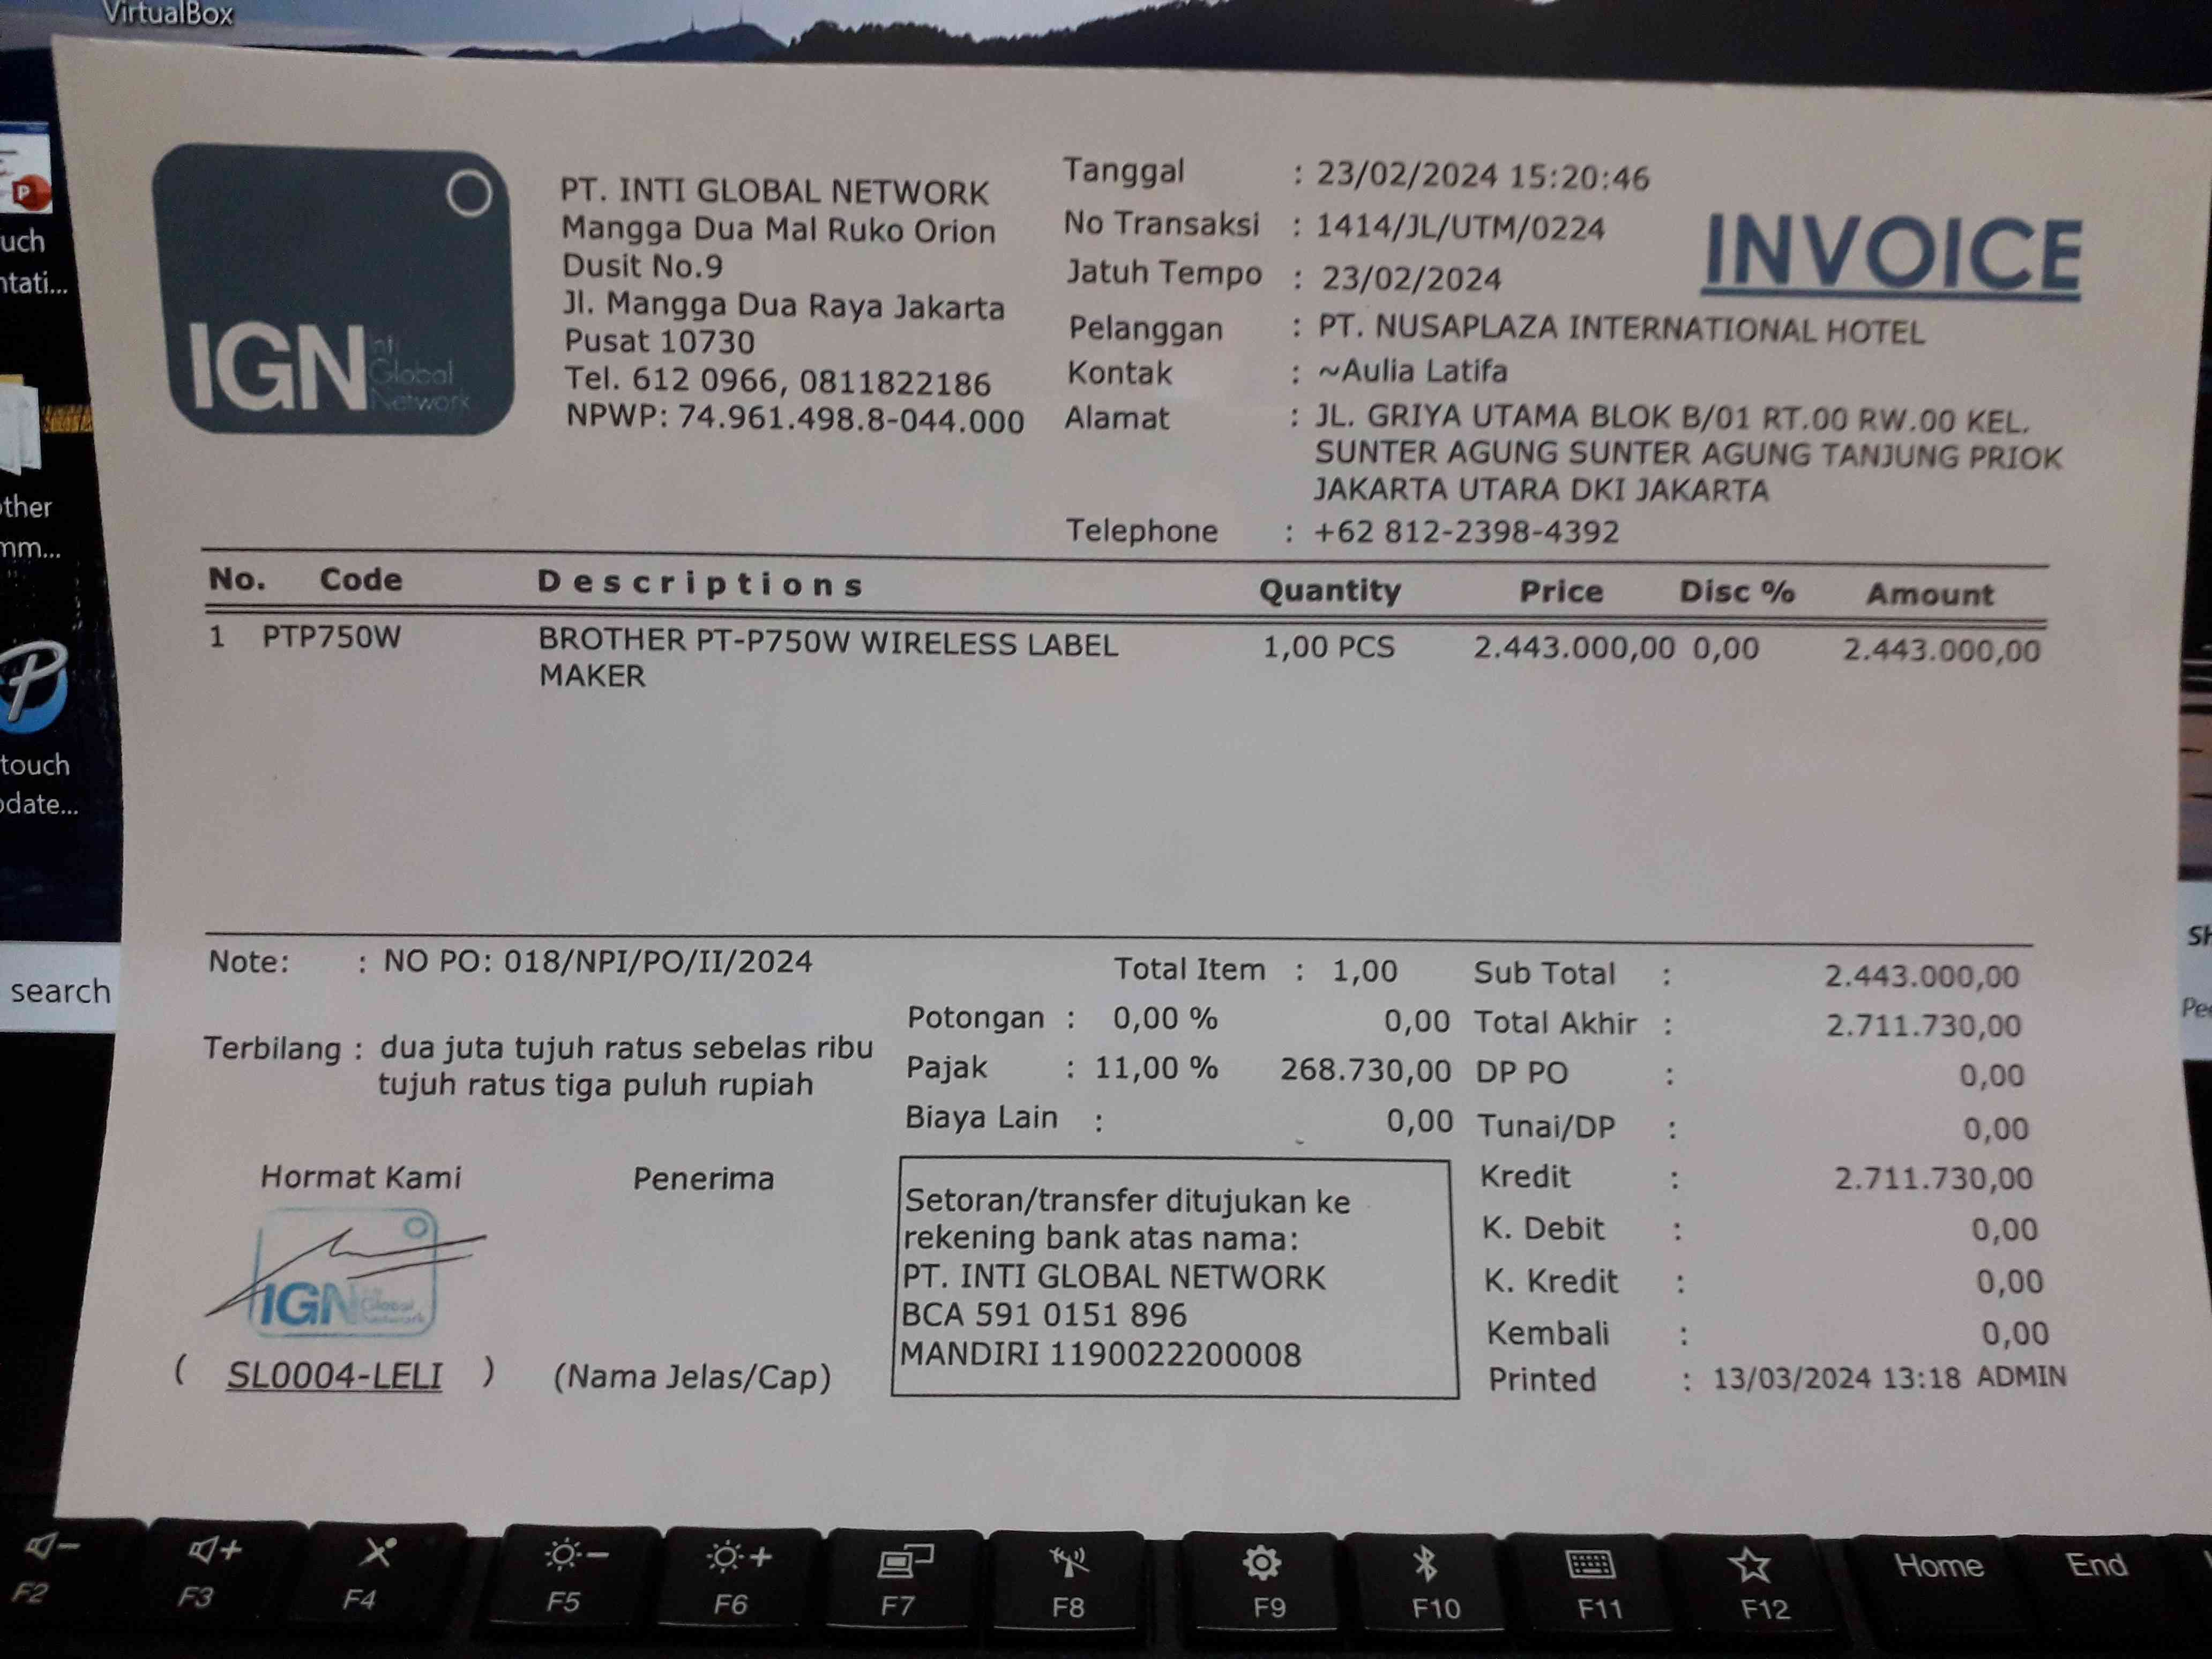 VirtualBox
IGN Inti
Global
Network
PT. INTI GLOBAL NETWORK
Mangga Dua Mal Ruko Orion
Dusit No.9
Jl. Mangga Dua Raya Jakarta
Pusat 10730
Tel. 612 0966, 0811822186
NPWP: 74.961.498.8-044.000
Tanggal : 23/02/2024 15:20:46
No Transaksi : 1414/JL/UTM/0224
Jatuh Tempo : 23/02/2024
Pelanggan : PT. NUSAPLAZA INTERNATIONAL HOTEL
Kontak : ~Aulia Latifa
Alamat : JL. GRIYA UTAMA BLOK B/01 RT.00 RW.00 KEL.
SUNTER AGUNG SUNTER AGUNG TANJUNG PRIOK
JAKARTA UTARA DKI JAKARTA
Telephone : +62 812-2398-4392
INVOICE
No. Code Descriptions Quantity Price Disc % Amount
1 PTP750W BROTHER PT-P750W WIRELESS LABEL 1,00 PCS 2.443.000,00 0,00 2.443.000,00
MAKER
Note: : NO PO: 018/NPI/PO/II/2024
Terbilang : dua juta tujuh ratus sebelas ribu
tujuh ratus tiga puluh rupiah
Total Item : 1,00
Potongan : 0,00 % 0,00
Pajak : 11,00 % 268.730,00
Biaya Lain : 0,00
Sub Total : 2.443.000,00
Total Akhir : 2.711.730,00
DP PO : 0,00
Tunai/DP : 0,00
Kredit : 2.711.730,00
K. Debit : 0,00
K. Kredit : 0,00
Kembali : 0,00
Printed : 13/03/2024 13:18 ADMIN
Hormat Kami Penerima
IGN Global
Network
( SL0004-LELI ) (Nama Jelas/Cap)
Setoran/transfer ditujukan ke
rekening bank atas nama:
PT. INTI GLOBAL NETWORK
BCA 591 0151 896
MANDIRI 1190022200008
uch
ntati...
ther
mm...
touch
pdate...
search
F2 F3 F4 F5 F6 F7 F8 F9 F10 F11 F12 Home End